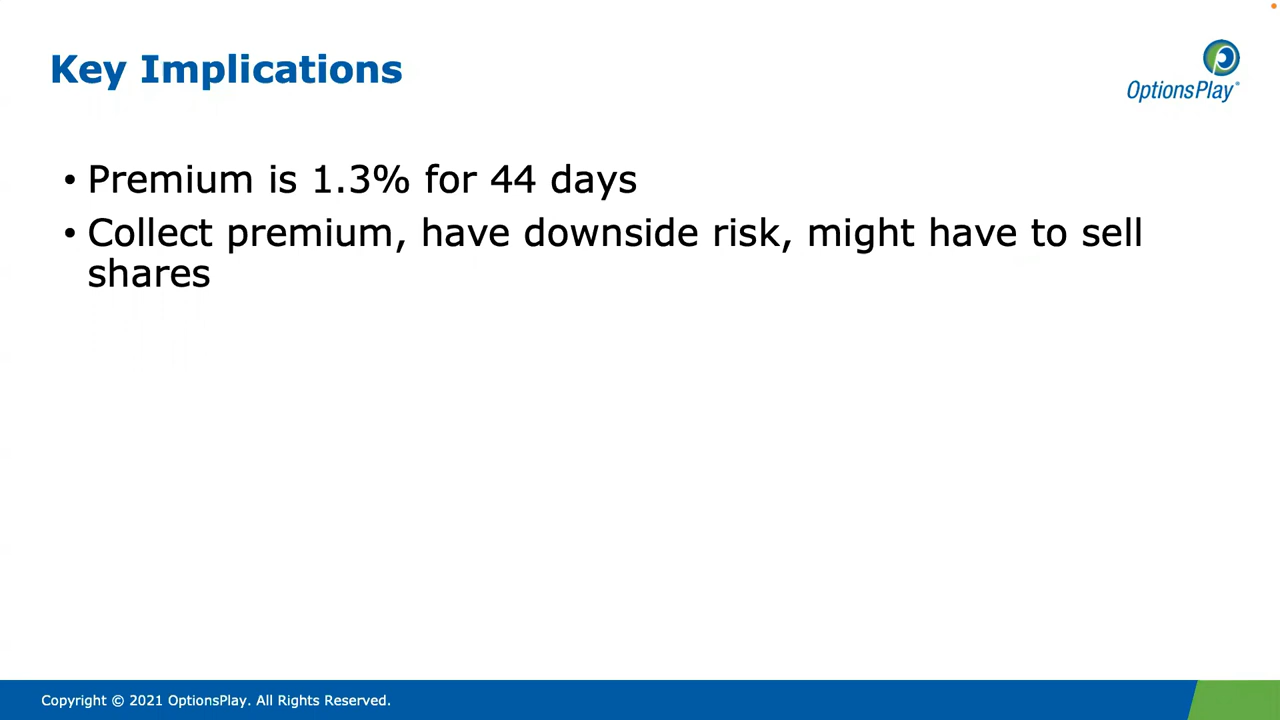 Key Implications
OptionsPlay®
• Premium is 1.3% for 44 days
• Collect premium, have downside risk, might have to sell
shares
Copyright © 2021 OptionsPlay. All Rights Reserved.